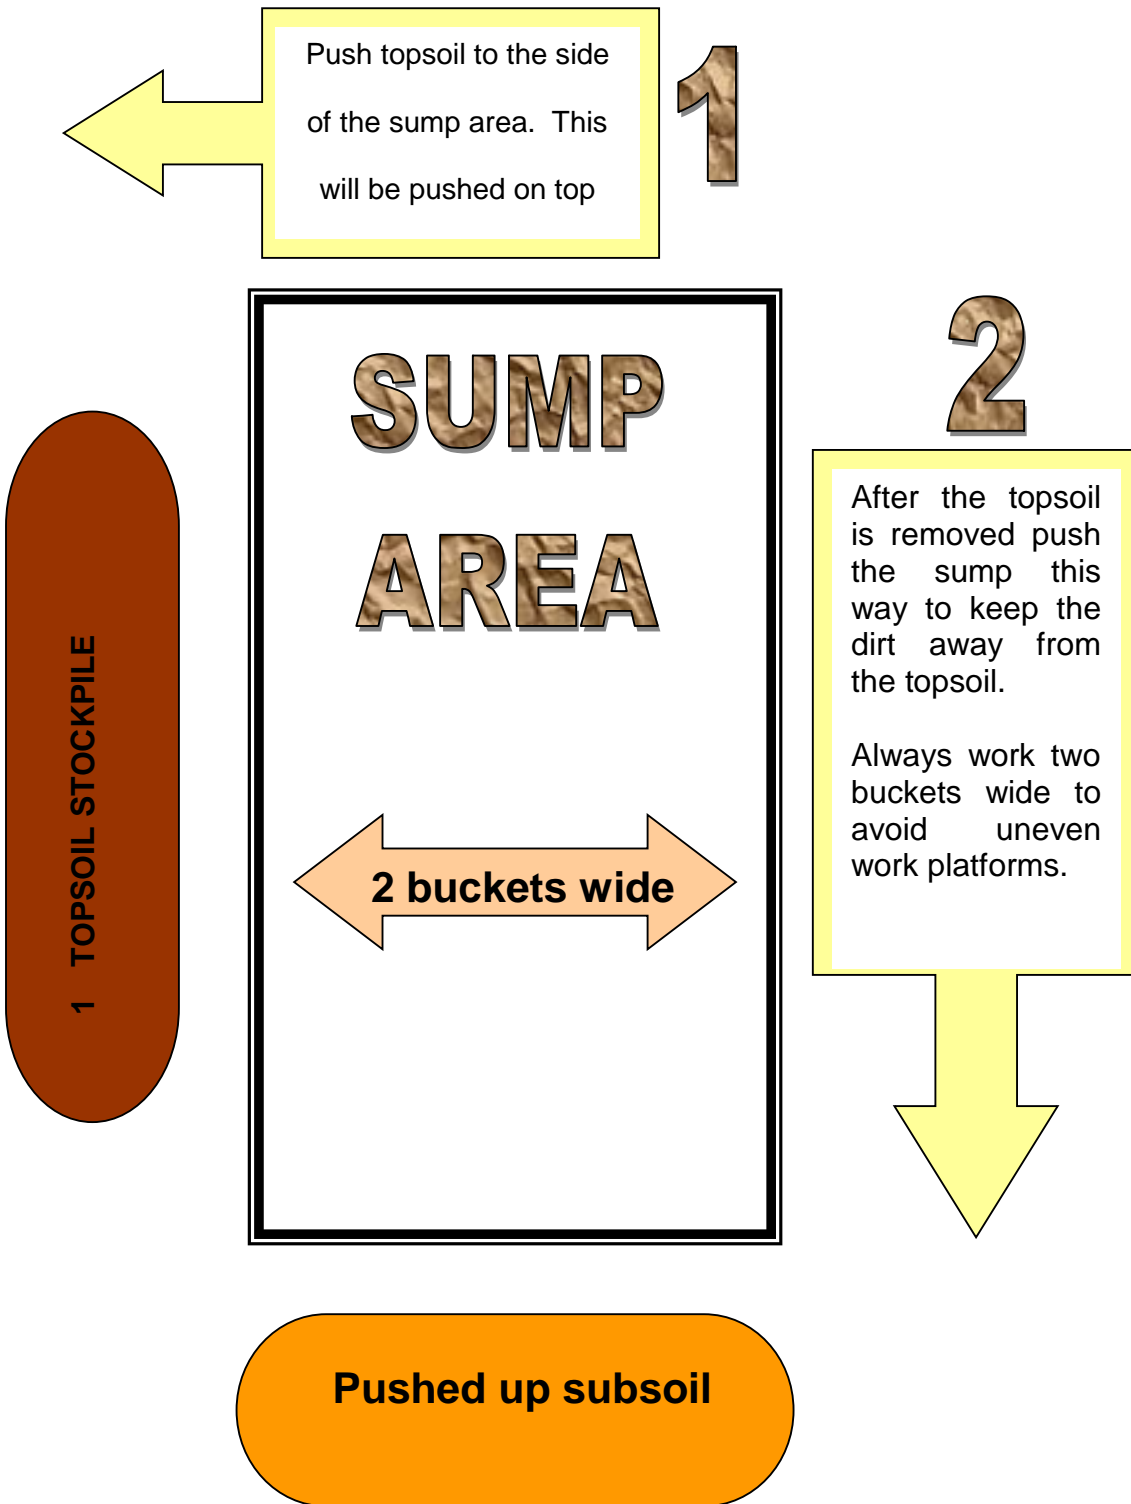 Push topsoil to the side
of the sump area.  This
will be pushed on top
1
SUMP
AREA
2
After the topsoil
is removed push
the sump this
way to keep the
dirt away from
the topsoil.
Always work two
buckets wide to
avoid uneven
work platforms.
1 TOPSOIL STOCKPILE
2 buckets wide
Pushed up subsoil